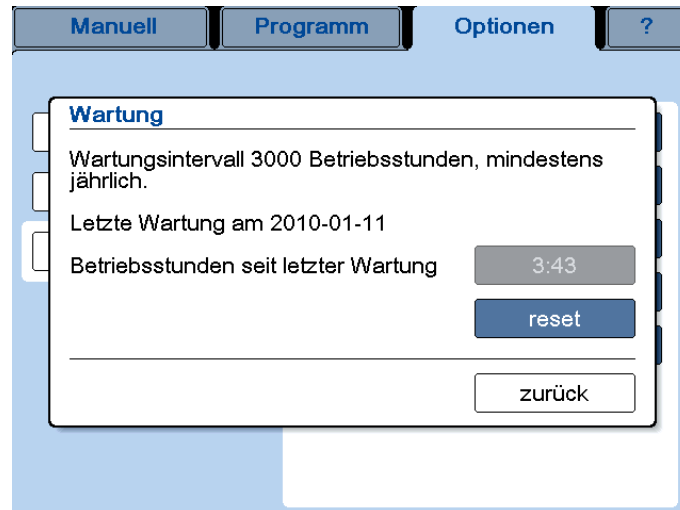 Manuell Programm Optionen ?
Wartung
Wartungsintervall 3000 Betriebsstunden, mindestens
jährlich.
Letzte Wartung am 2010-01-11
Betriebsstunden seit letzter Wartung 3:43
reset
zurück